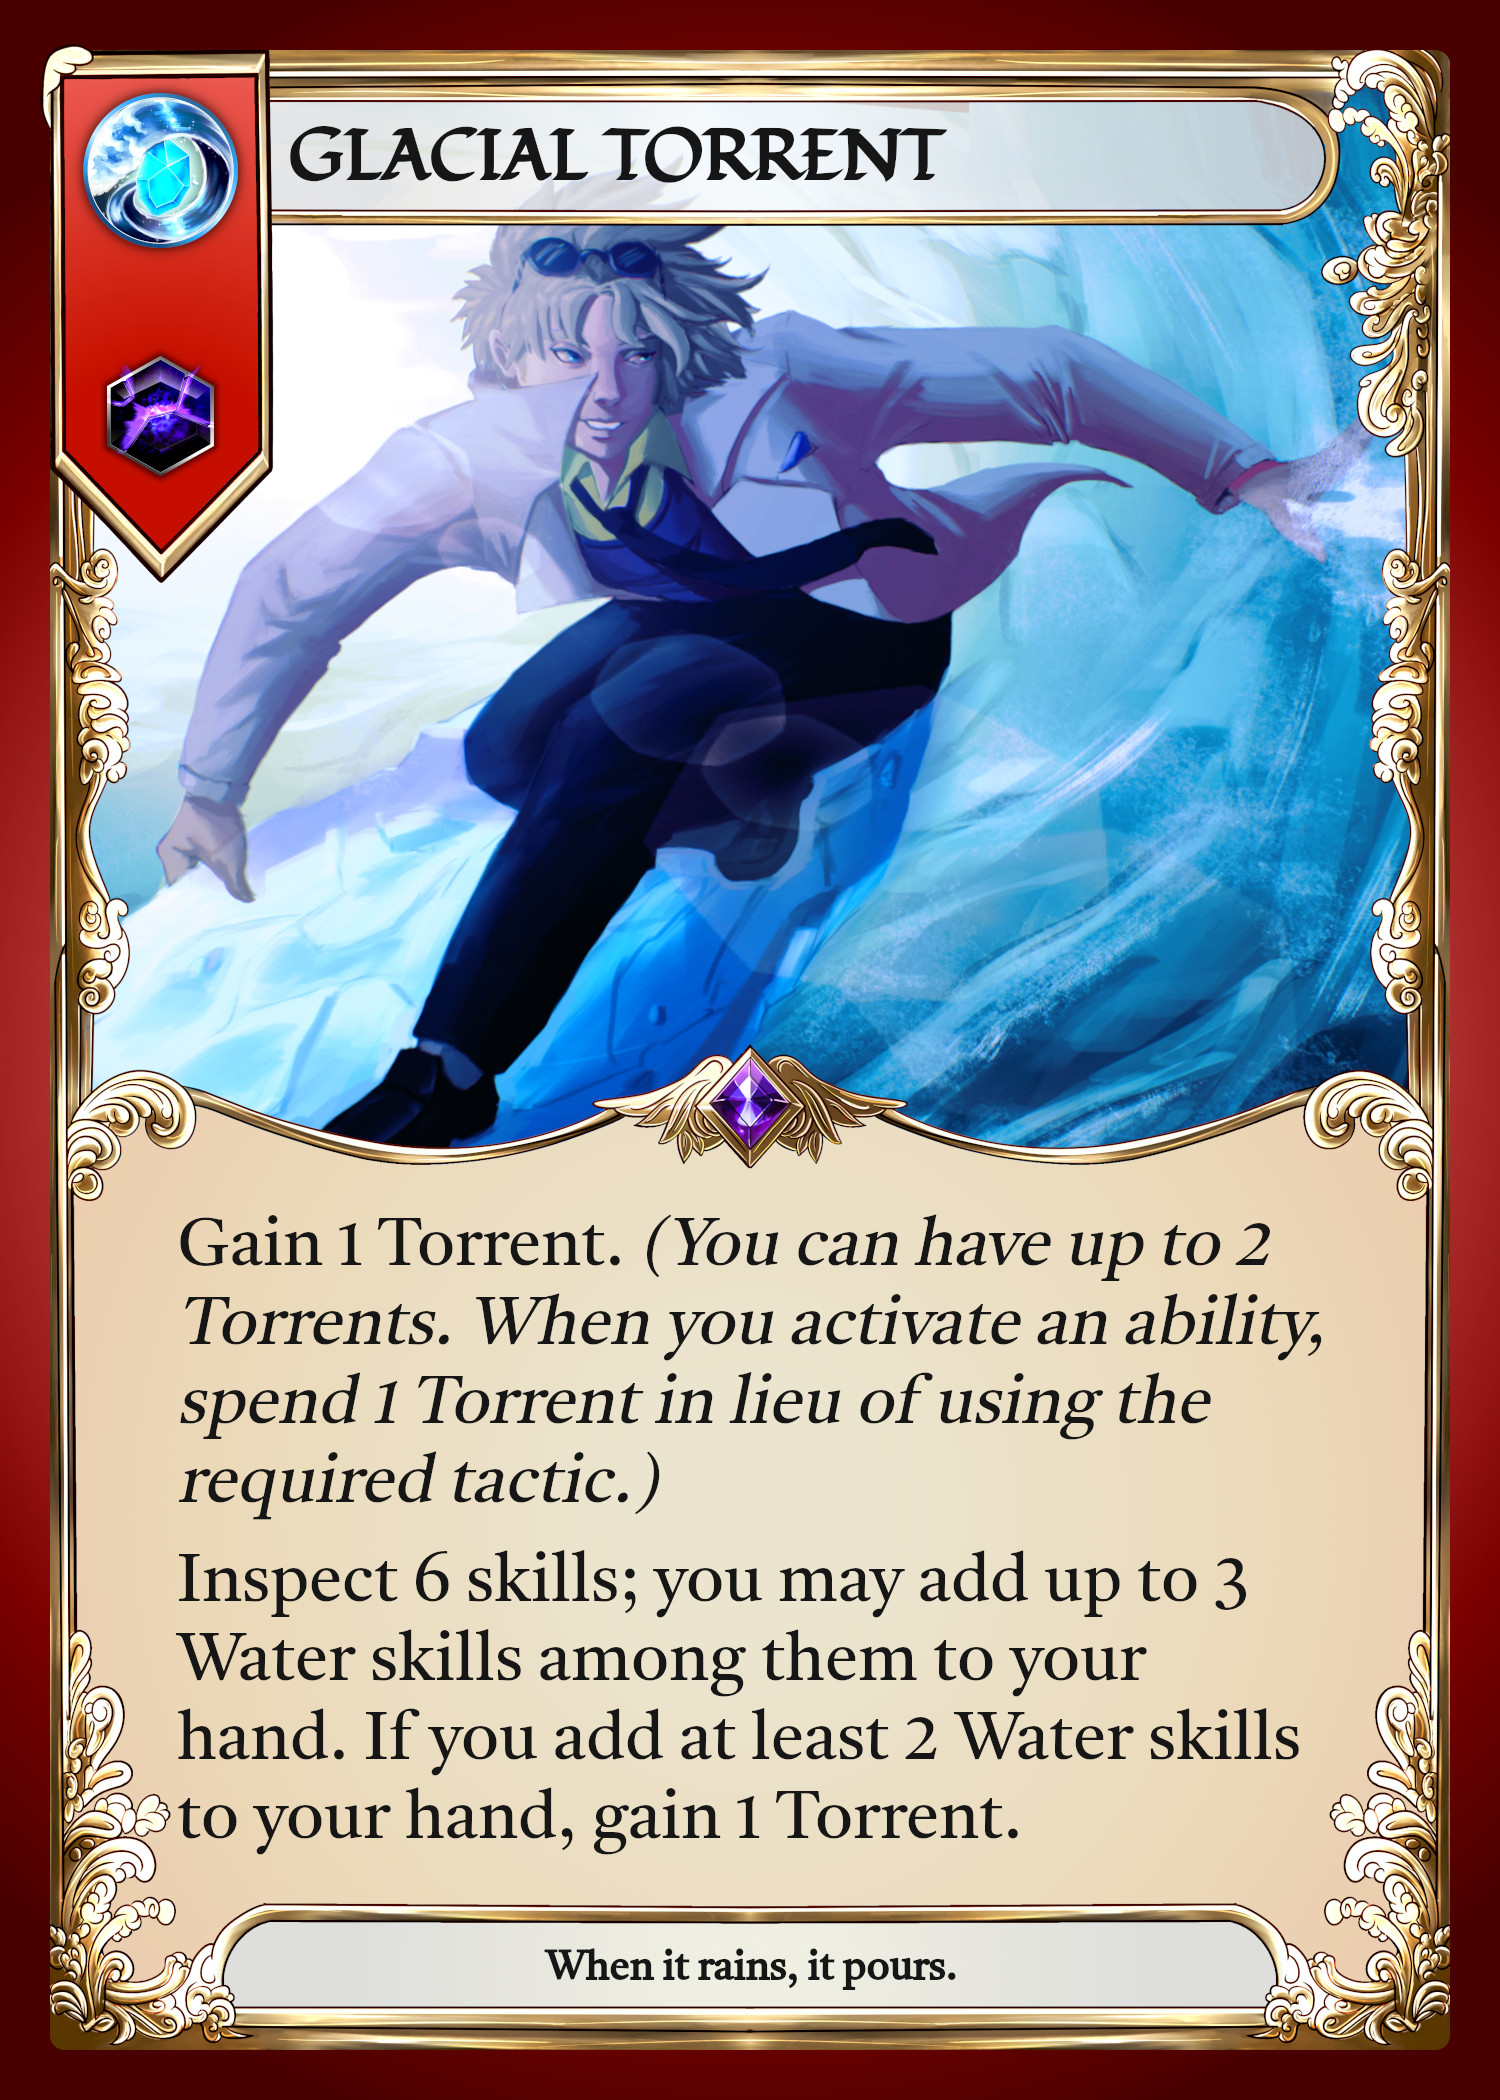 GLACIAL TORRENT
Gain 1 Torrent. (You can have up to 2
Torrents. When you activate an ability,
spend 1 Torrent in lieu of using the
required tactic.)
Inspect 6 skills; you may add up to 3
Water skills among them to your
hand. If you add at least 2 Water skills
to your hand, gain 1 Torrent.
When it rains, it pours.